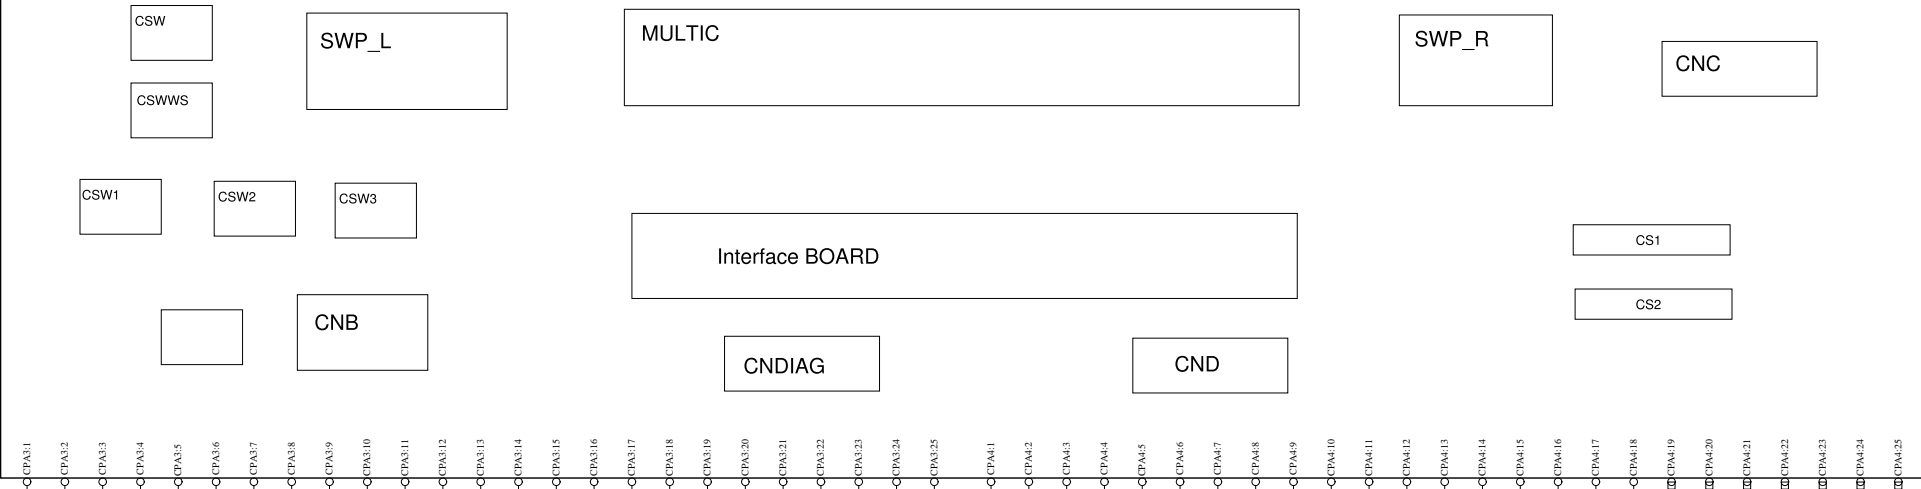 CSW
SWP_L
MULTIC
SWP_R
CNC
CSWWS
CSW1
CSW2
CSW3
CS1
Interface BOARD
CS2
CNB
CNDIAG
CND
CPA3:1
CPA3:2
CPA3:3
CPA3:4
CPA3:5
CPA3:6
CPA3:7
CPA3:8
CPA3:9
CPA3:10
CPA3:11
CPA3:12
CPA3:13
CPA3:14
CPA3:15
CPA3:16
CPA3:17
CPA3:18
CPA3:19
CPA3:20
CPA3:21
CPA3:22
CPA3:23
CPA3:24
CPA3:25
CPA4:1
CPA4:2
CPA4:3
CPA4:4
CPA4:5
CPA4:6
CPA4:7
CPA4:8
CPA4:9
CPA4:10
CPA4:11
CPA4:12
CPA4:13
CPA4:14
CPA4:15
CPA4:16
CPA4:17
CPA4:18
CPA4:19
CPA4:20
CPA4:21
CPA4:22
CPA4:23
CPA4:24
CPA4:25